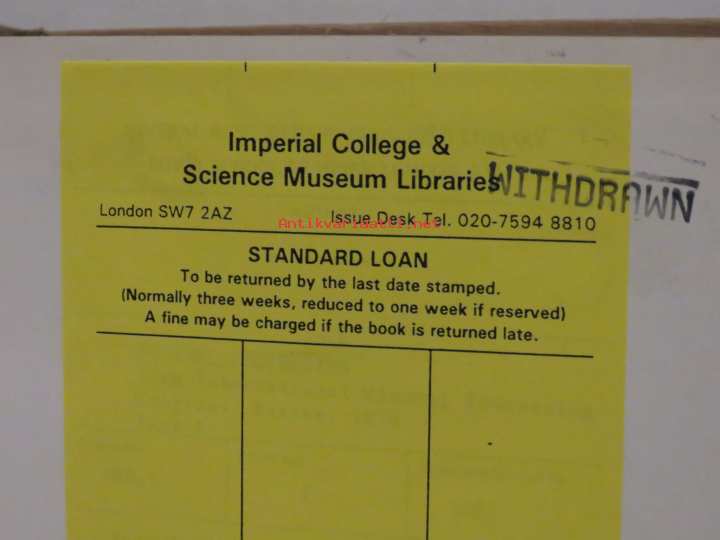 Imperial College &
Science Museum Libraries
WITHDRAWN
London SW7 2AZ
Issue Desk Tel. 020-7594 8810
Antikvariaatti.net
STANDARD LOAN
To be returned by the last date stamped.
(Normally three weeks, reduced to one week if reserved)
A fine may be charged if the book is returned late.